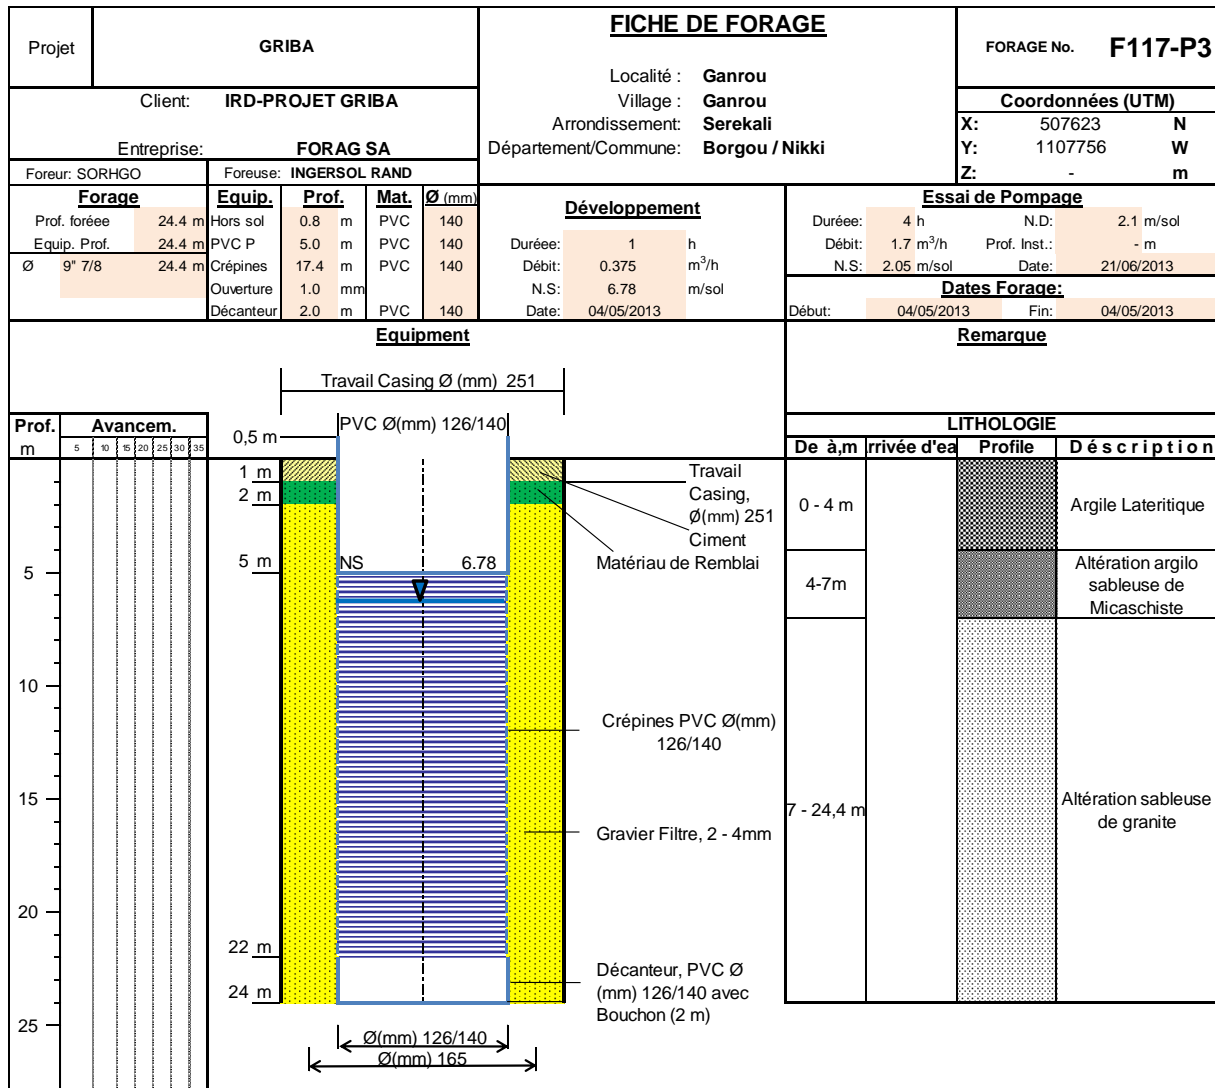 Projet GRIBA
FICHE DE FORAGE
FORAGE No. F117-P3
Localité : Ganrou
Client: IRD-PROJET GRIBA
Village : Ganrou
Coordonnées (UTM)
Arrondissement: Serekali
X: 507623 N
Entreprise: FORAG SA
Département/Commune: Borgou / Nikki
Y: 1107756 W
Foreur: SORHGO Foreuse: INGERSOL RAND
Z: - m
Forage
Prof. foréee 24.4 m
Equip. Prof. 24.4 m
Ø 9" 7/8 24.4 m
Equip. Prof. Mat. Ø (mm)
Hors sol 0.8 m PVC 140
PVC P 5.0 m PVC 140
Crépines 17.4 m PVC 140
Ouverture 1.0 mm
Décanteur 2.0 m PVC 140
Développement
Duréee: 1 h
Débit: 0.375 m³/h
N.S: 6.78 m/sol
Date: 04/05/2013
Essai de Pompage
Duréee: 4 h N.D: 2.1 m/sol
Débit: 1.7 m³/h Prof. Inst.: - m
N.S: 2.05 m/sol Date: 21/06/2013
Dates Forage:
Début: 04/05/2013 Fin: 04/05/2013
Equipment
Remarque
Travail Casing Ø (mm) 251
Prof. Avancem.
m 5 10 15 20 25 30 35
PVC Ø(mm) 126/140
0,5 m
1 m
2 m
5 m
NS 6.78
22 m
24 m
5
10
15
20
25
Travail
Casing,
Ø(mm) 251
Ciment
Matériau de Remblai
Crépines PVC Ø(mm)
126/140
Gravier Filtre, 2 - 4mm
Décanteur, PVC Ø
(mm) 126/140 avec
Bouchon (2 m)
Ø(mm) 126/140
Ø(mm) 165
LITHOLOGIE
De à,m rrivée d'ea Profile Déscription
0 - 4 m Argile Lateritique
4-7m Altération argilo
sableuse de
Micaschiste
7 - 24,4 m Altération sableuse
de granite